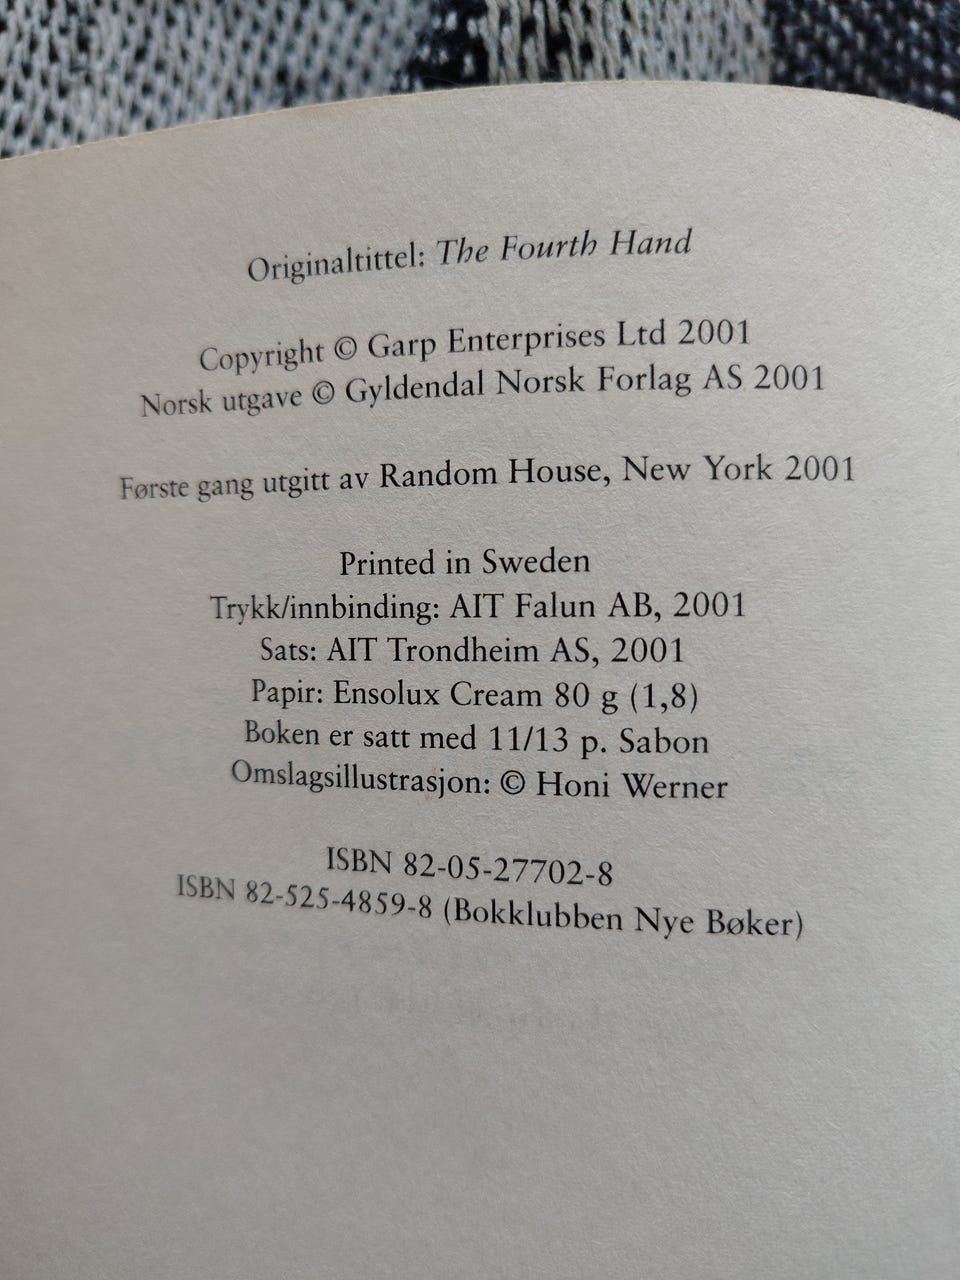 Originaltittel: The Fourth Hand
Copyright © Garp Enterprises Ltd 2001
Norsk utgave © Gyldendal Norsk Forlag AS 2001
Første gang utgitt av Random House, New York 2001
Printed in Sweden
Trykk/innbinding: AIT Falun AB, 2001
Sats: AIT Trondheim AS, 2001
Papir: Ensolux Cream 80 g (1,8)
Boken er satt med 11/13 p. Sabon
Omslagsillustrasjon: © Honi Werner
ISBN 82-05-27702-8
ISBN 82-525-4859-8 (Bokklubben Nye Bøker)